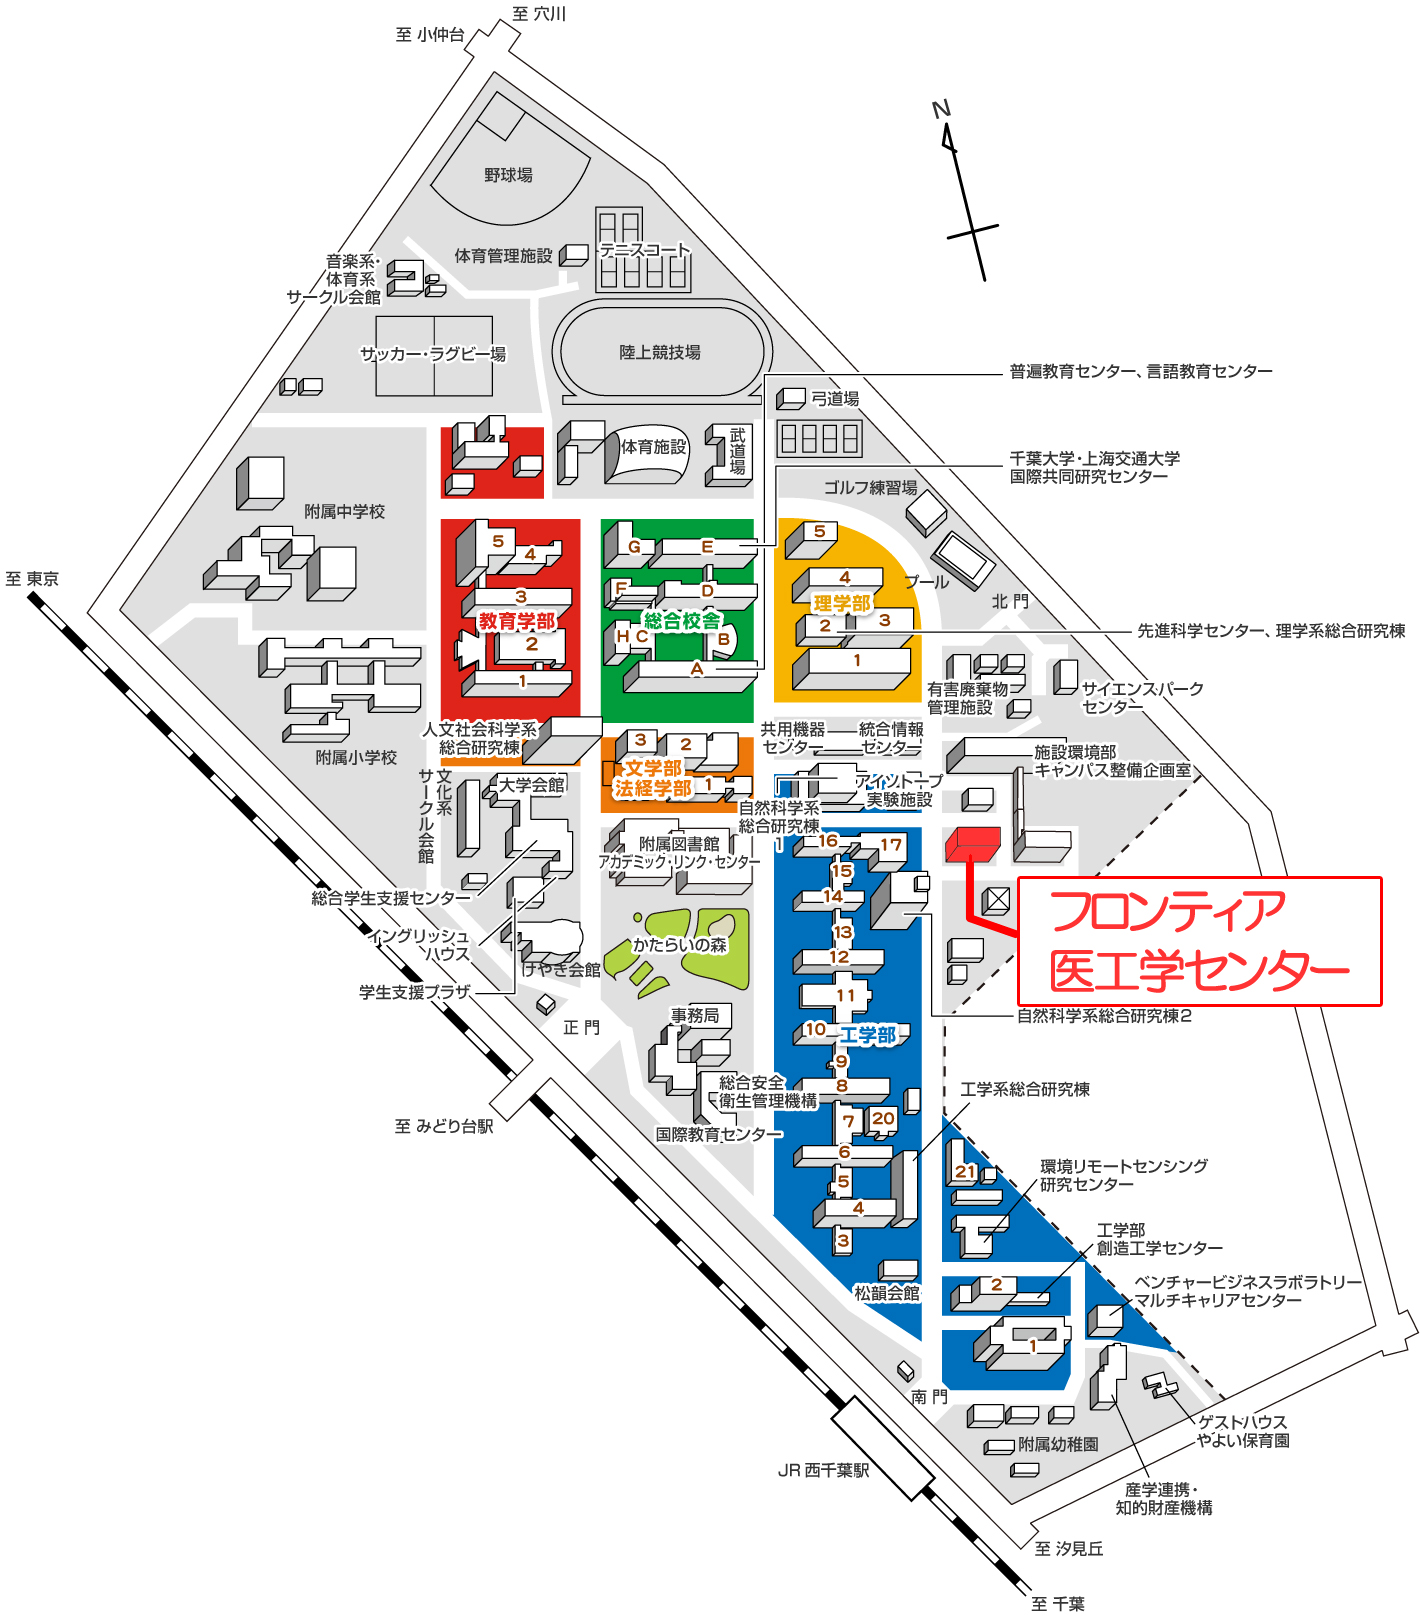 至 穴川
至 小仲台
N
野球場
体育管理施設
テニスコート
音楽系・
体育系
サークル会館
サッカー・ラグビー場
陸上競技場
普遍教育センター、言語教育センター
弓道場
体育施設
武道場
千葉大学・上海交通大学
国際共同研究センター
ゴルフ練習場
附属中学校
5
4
3
教育学部
2
1
G
E
F
D
総合校舎
H
C
B
A
5
4
理学部
3
2
1
プール
北 門
至 東京
先進科学センター、理学系総合研究棟
有害廃棄物
管理施設
サイエンスパーク
センター
附属小学校
人文社会科学系
総合研究棟
3
2
文学部
法経学部
1
共用機器
センター
統合情報
センター
施設環境部
キャンパス整備企画室
アイソトープ
実験施設
自然科学系
総合研究棟
1
文化系
サークル会館
大学会館
附属図書館
アカデミック・リンク・センター
総合学生支援センター
イングリッシュ
ハウス
けやき会館
学生支援プラザ
かたらいの森
16
17
15
14
13
12
11
10
工学部
9
8
7
20
6
5
4
3
フロンティア
医工学センター
自然科学系総合研究棟2
正 門
事務局
総合安全
衛生管理機構
国際教育センター
至 みどり台駅
工学系総合研究棟
21
環境リモートセンシング
研究センター
工学部
創造工学センター
ベンチャービジネスラボラトリー
マルチキャリアセンター
松韻会館
2
1
南 門
附属幼稚園
ゲストハウス
やよい保育園
JR 西千葉駅
産学連携・
知的財産機構
至 汐見丘
至 千葉